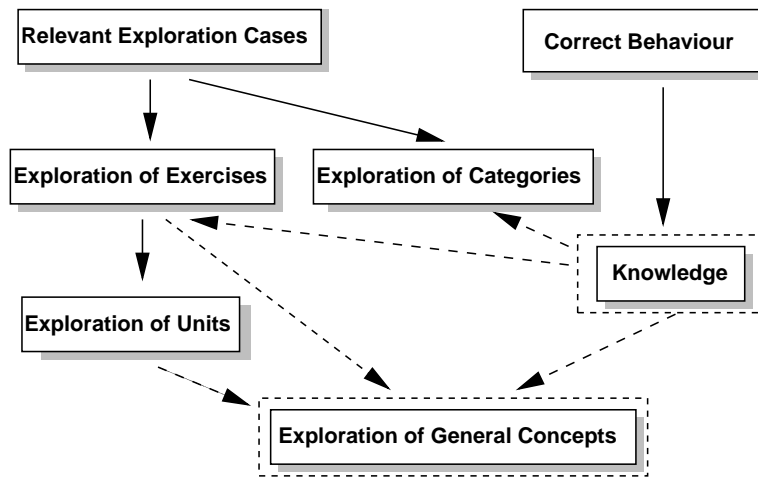 Relevant Exploration Cases
Correct Behaviour
Exploration of Exercises
Exploration of Categories
Knowledge
Exploration of Units
Exploration of General Concepts